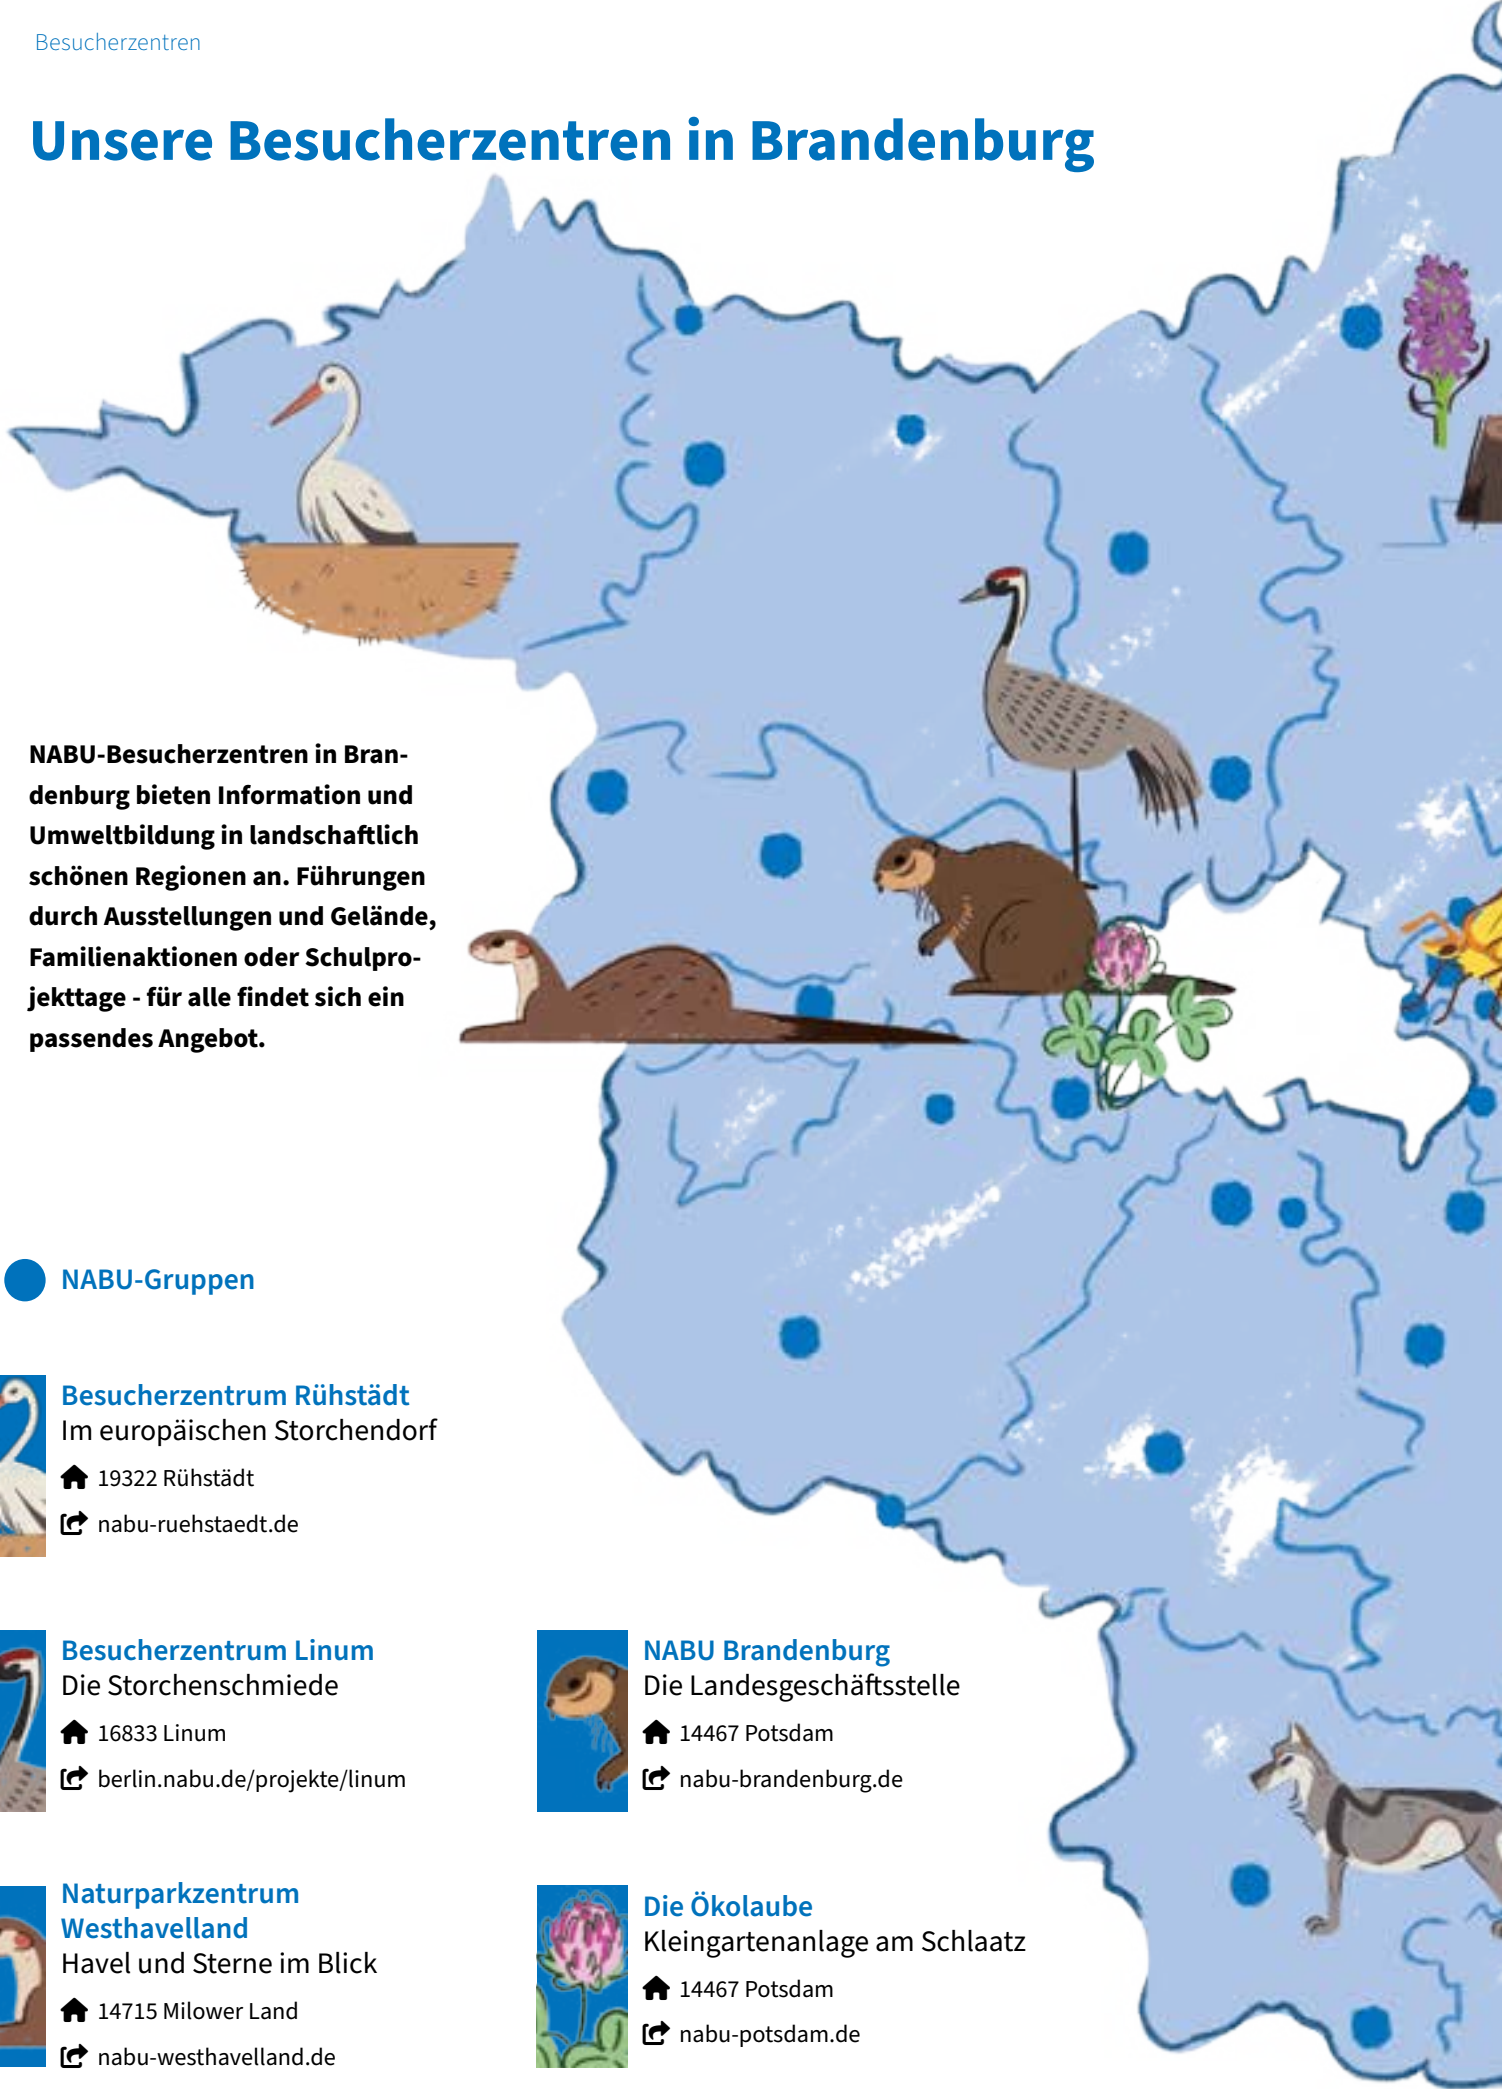 Besucherzentren
Unsere Besucherzentren in Brandenburg
NABU-Besucherzentren in Bran-
denburg bieten Information und
Umweltbildung in landschaftlich
schönen Regionen an. Führungen
durch Ausstellungen und Gelände,
Familienaktionen oder Schulpro-
jekttage - für alle findet sich ein
passendes Angebot.
NABU-Gruppen
Besucherzentrum Rühstädt
Im europäischen Storchendorf
19322 Rühstädt
nabu-ruehstaedt.de
Besucherzentrum Linum
Die Storchenschmiede
16833 Linum
berlin.nabu.de/projekte/linum
Naturparkzentrum
Westhavelland
Havel und Sterne im Blick
14715 Milower Land
nabu-westhavelland.de
NABU Brandenburg
Die Landesgeschäftsstelle
14467 Potsdam
nabu-brandenburg.de
Die Ökolaube
Kleingartenanlage am Schlaatz
14467 Potsdam
nabu-potsdam.de